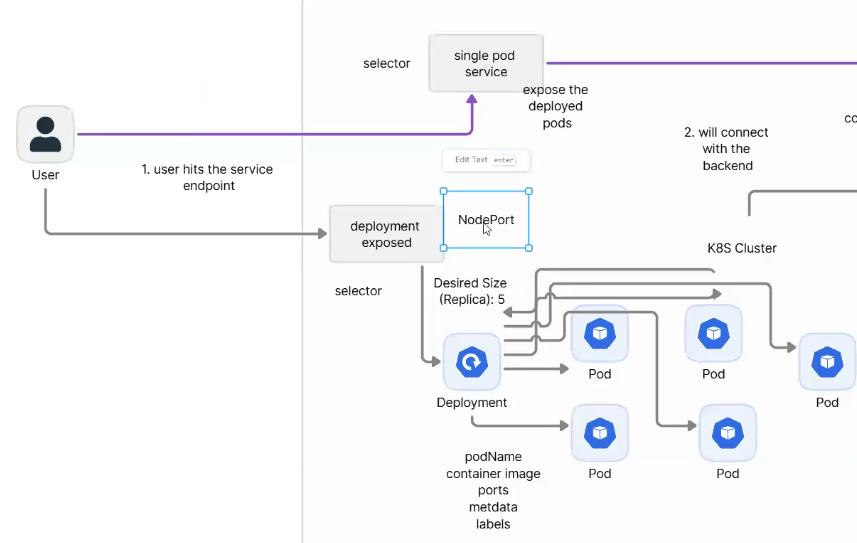 selector
single pod
service
expose the
deployed
pods
co
2. will connect
with the
backend
User
1. user hits the service
endpoint
Edit Text enter
deployment
exposed
NodePort
K8S Cluster
selector
Desired Size
(Replica): 5
Pod
Pod
Pod
Deployment
Pod
Pod
podName
container image
ports
metdata
labels